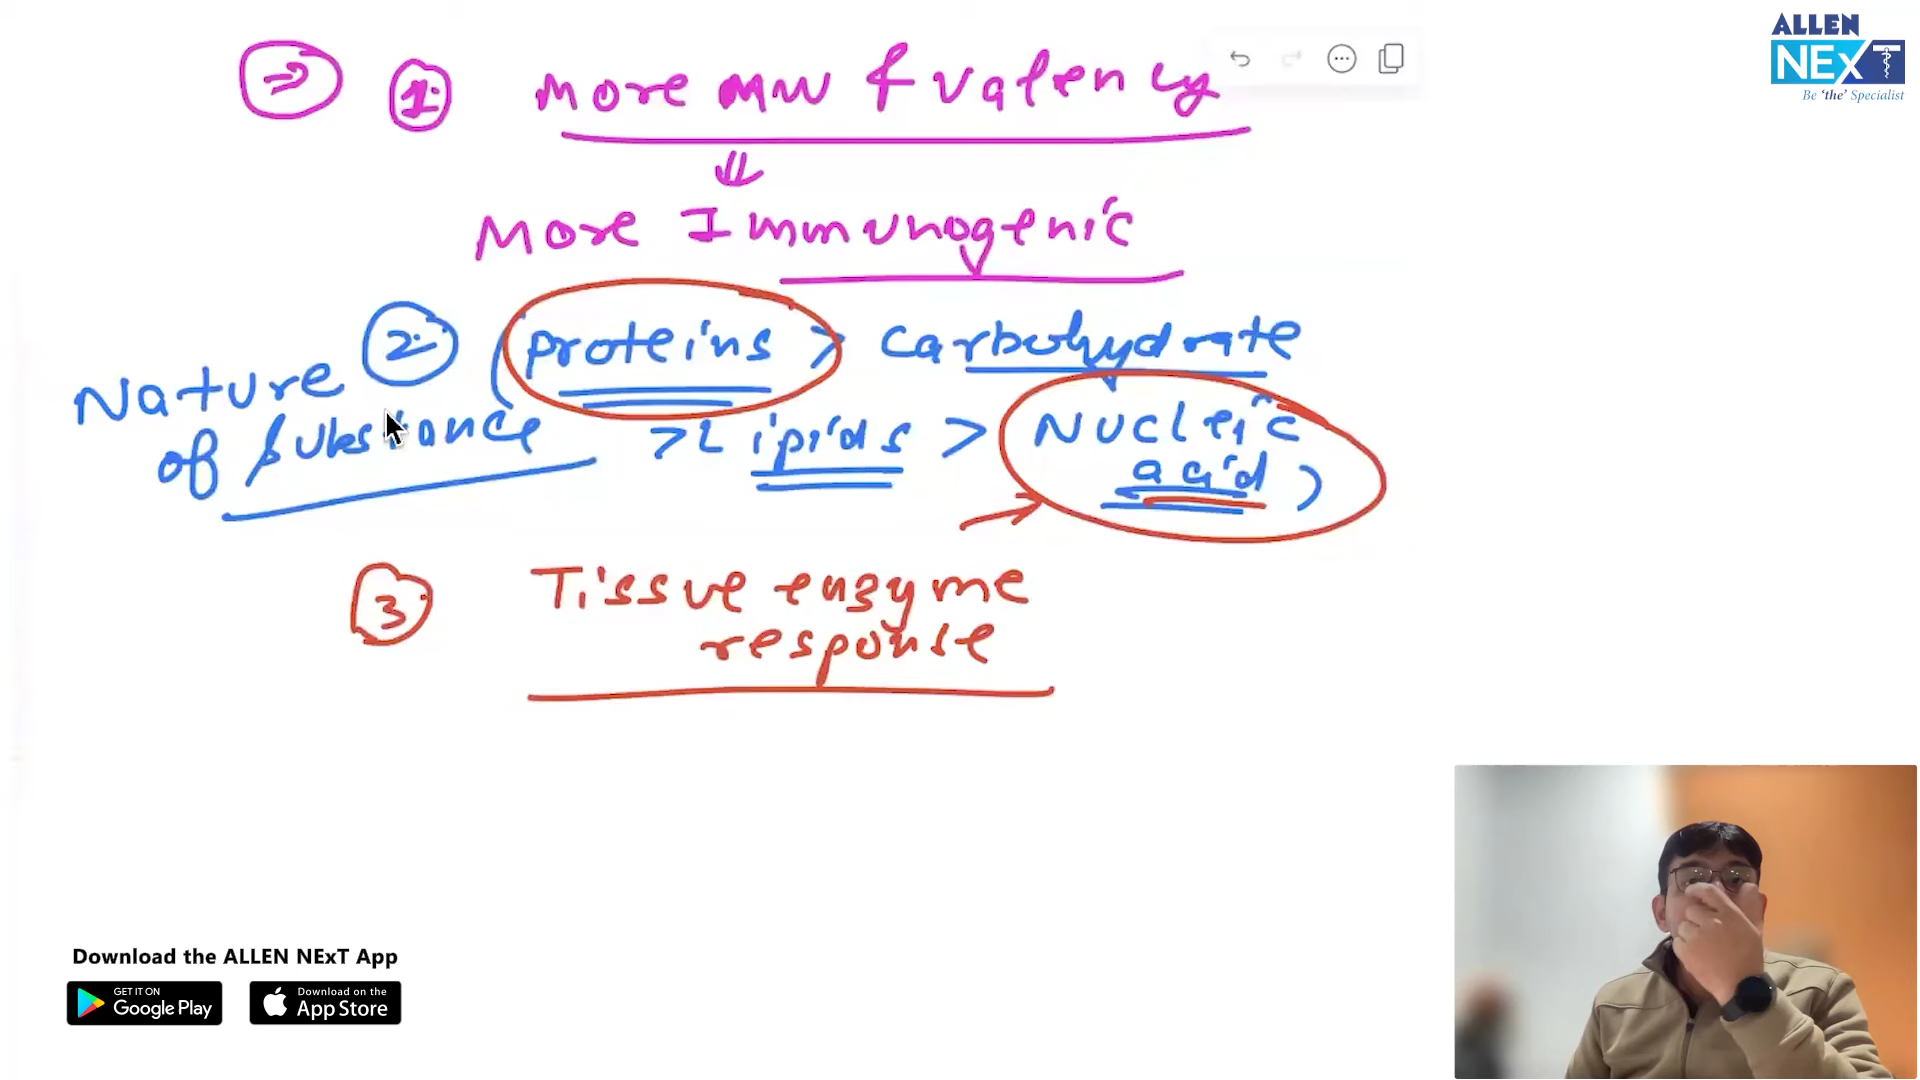 ALLEN
NExT
Be 'the' Specialist
⇒ 1. More MW & valency
⇓
More Immunogenic
2. (proteins > carbohydrate
Nature
of substance > Lipids > Nucleic
acid)
3. Tissue enzyme
response
Download the ALLEN NExT App
GET IT ON
Google Play
Download on the
App Store